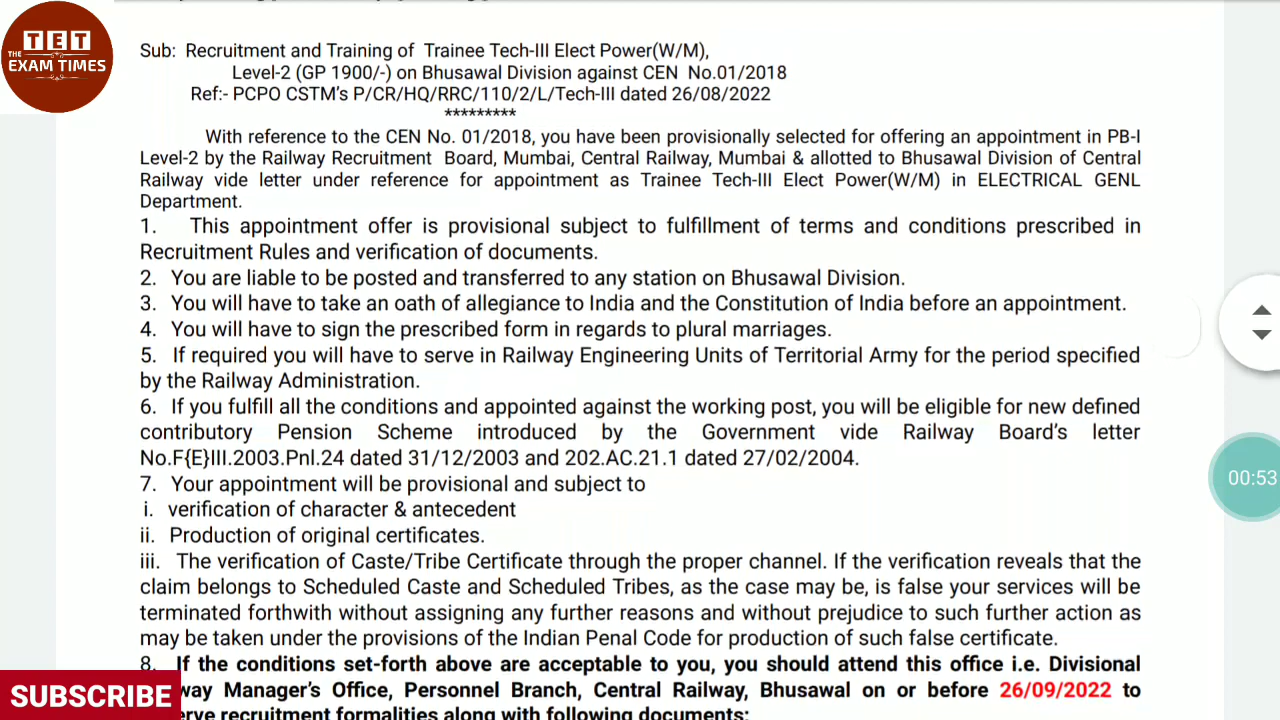 TET
THE
EXAM TIMES
Sub: Recruitment and Training of Trainee Tech-III Elect Power(W/M),
Level-2 (GP 1900/-) on Bhusawal Division against CEN No.01/2018
Ref:- PCPO CSTM's P/CR/HQ/RRC/110/2/L/Tech-III dated 26/08/2022
*********
With reference to the CEN No. 01/2018, you have been provisionally selected for offering an appointment in PB-I
Level-2 by the Railway Recruitment Board, Mumbai, Central Railway, Mumbai & allotted to Bhusawal Division of Central
Railway vide letter under reference for appointment as Trainee Tech-III Elect Power(W/M) in ELECTRICAL GENL
Department.
1. This appointment offer is provisional subject to fulfillment of terms and conditions prescribed in
Recruitment Rules and verification of documents.
2. You are liable to be posted and transferred to any station on Bhusawal Division.
3. You will have to take an oath of allegiance to India and the Constitution of India before an appointment.
4. You will have to sign the prescribed form in regards to plural marriages.
5. If required you will have to serve in Railway Engineering Units of Territorial Army for the period specified
by the Railway Administration.
6. If you fulfill all the conditions and appointed against the working post, you will be eligible for new defined
contributory Pension Scheme introduced by the Government vide Railway Board's letter
No.F{E}III.2003.Pnl.24 dated 31/12/2003 and 202.AC.21.1 dated 27/02/2004.
7. Your appointment will be provisional and subject to
00:53
i. verification of character & antecedent
ii. Production of original certificates.
iii. The verification of Caste/Tribe Certificate through the proper channel. If the verification reveals that the
claim belongs to Scheduled Caste and Scheduled Tribes, as the case may be, is false your services will be
terminated forthwith without assigning any further reasons and without prejudice to such further action as
may be taken under the provisions of the Indian Penal Code for production of such false certificate.
8. If the conditions set-forth above are acceptable to you, you should attend this office i.e. Divisional
way Manager's Office, Personnel Branch, Central Railway, Bhusawal on or before 26/09/2022 to
erve recruitment formalities along with following documents:
SUBSCRIBE